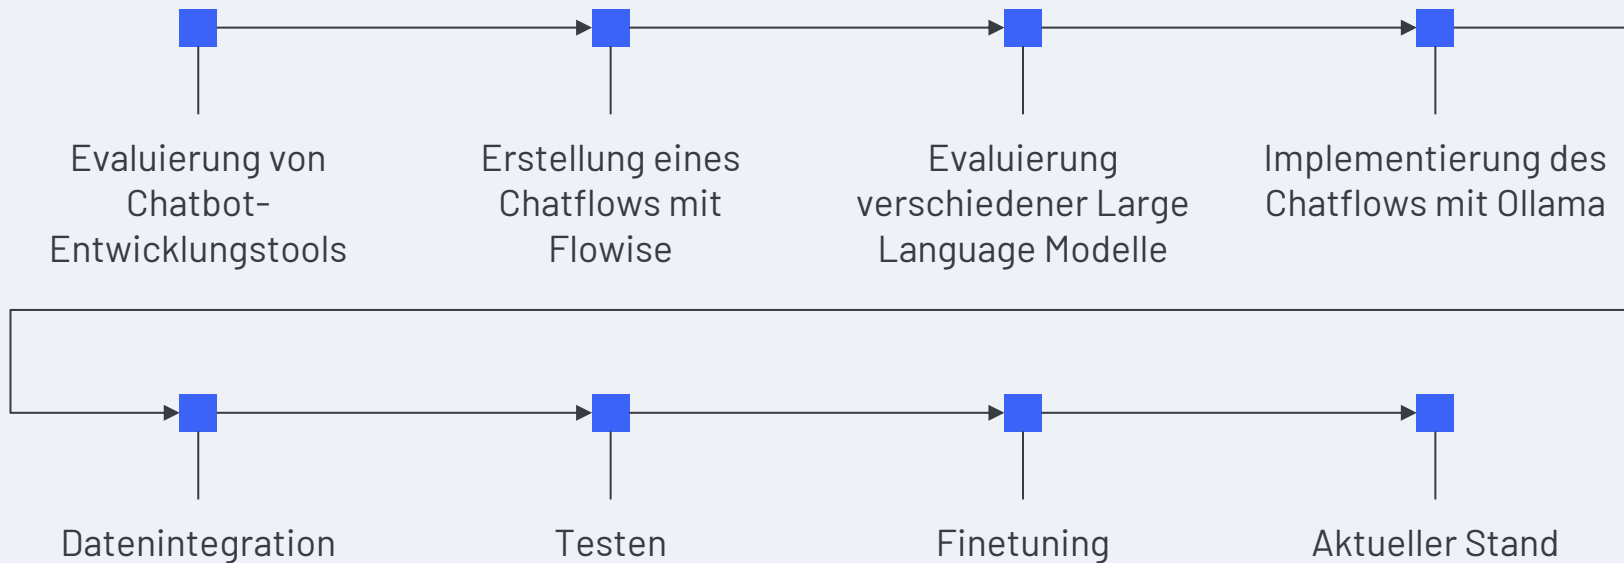 Evaluierung von
Chatbot-
Entwicklungstools
Erstellung eines
Chatflows mit
Flowise
Evaluierung
verschiedener Large
Language Modelle
Implementierung des
Chatflows mit Ollama
Datenintegration
Testen
Finetuning
Aktueller Stand